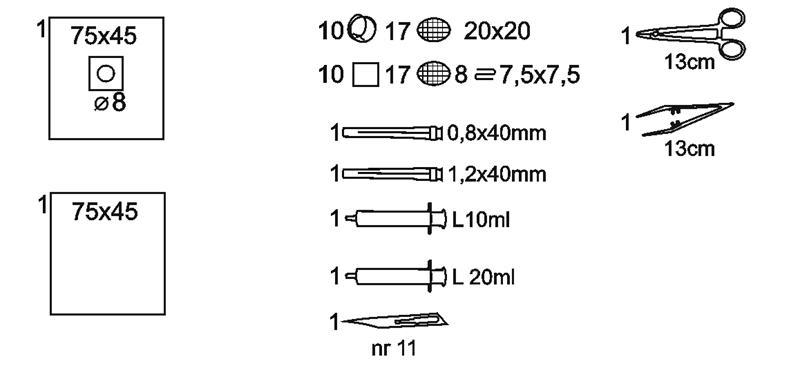 1 75x45
⌀8
1 75x45
10 17 20x20
10 17 8 7,5x7,5
1 0,8x40mm
1 1,2x40mm
1 L10ml
1 L 20ml
1
nr 11
1
13cm
1
13cm